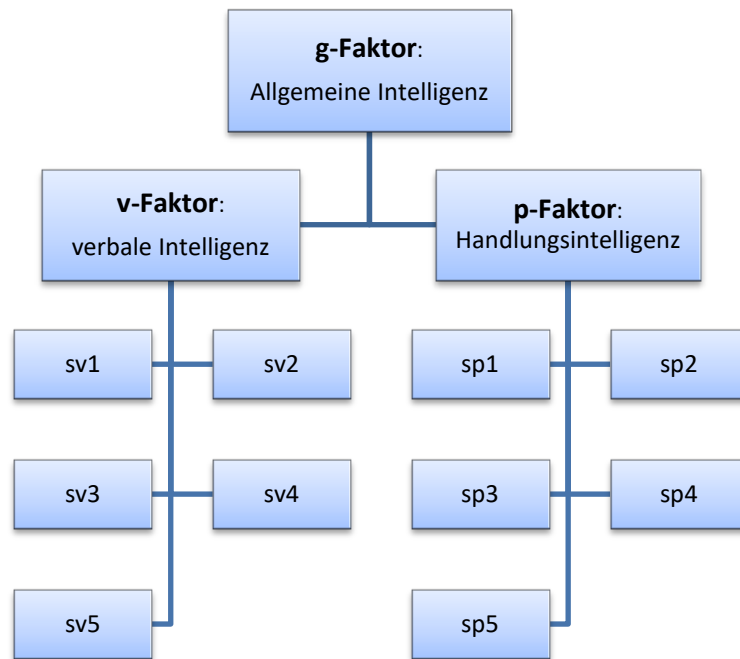 g-Faktor:
Allgemeine Intelligenz
v-Faktor:
verbale Intelligenz
p-Faktor:
Handlungsintelligenz
sv1
sv2
sp1
sp2
sv3
sv4
sp3
sp4
sv5
sp5